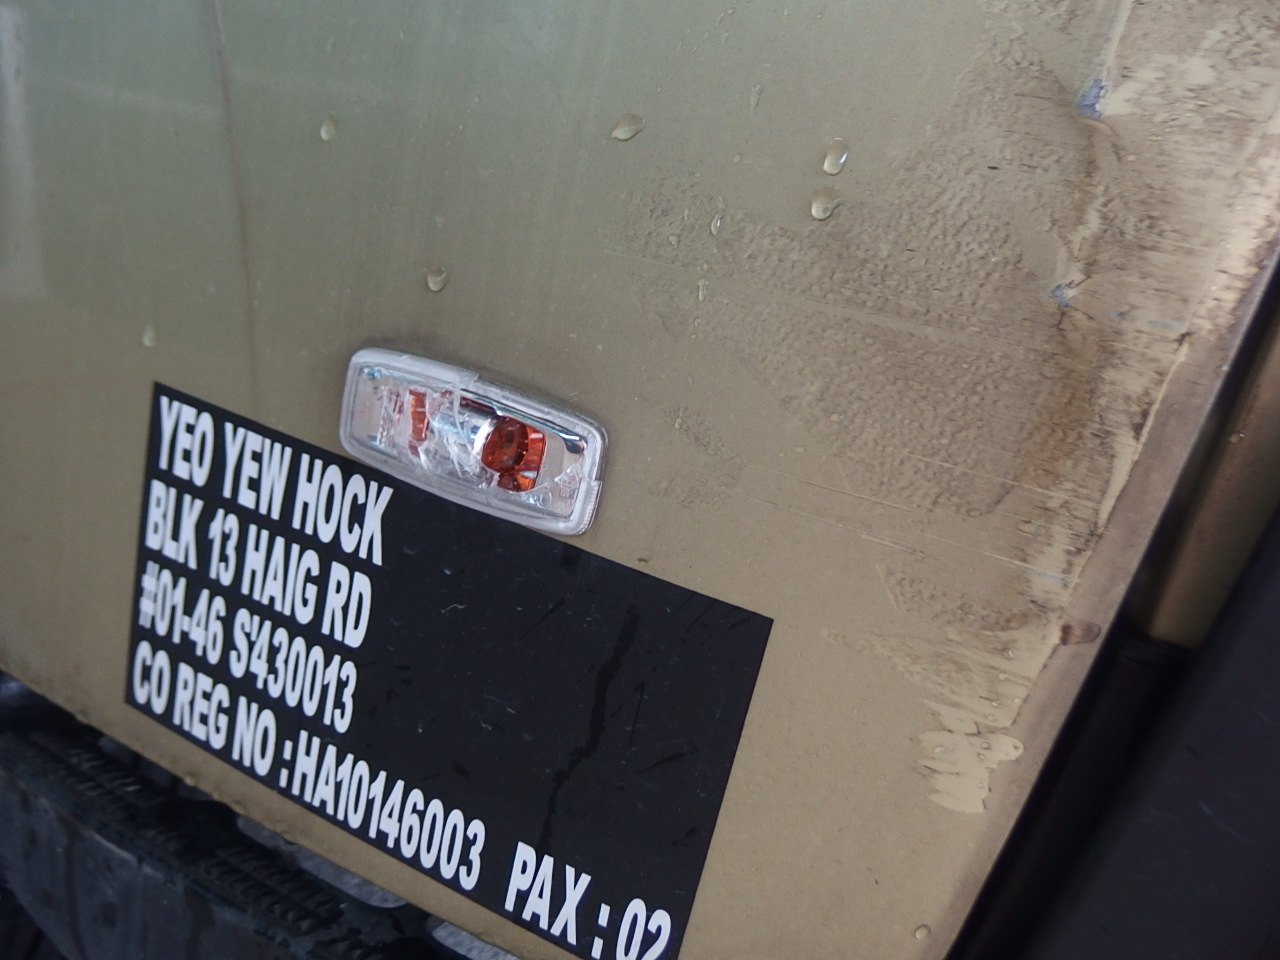 YEO YEW HOCK
BLK 13 HAIG RD
#01-46 S'430013
CO REG NO : HA10146003 PAX : 02